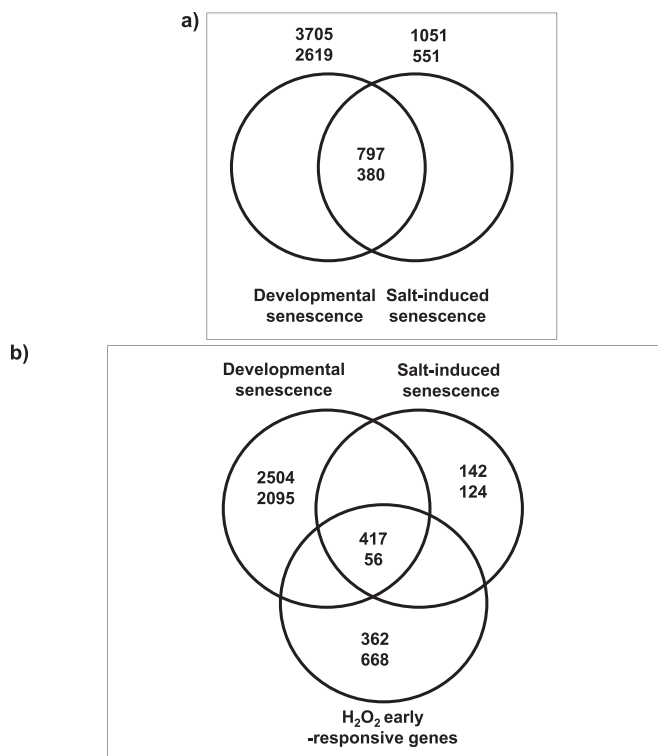 a)
3705
2619
1051
551
797
380
Developmental
senescence
Salt-induced
senescence
b)
Developmental
senescence
Salt-induced
senescence
2504
2095
142
124
417
56
362
668
H₂O₂ early
-responsive genes